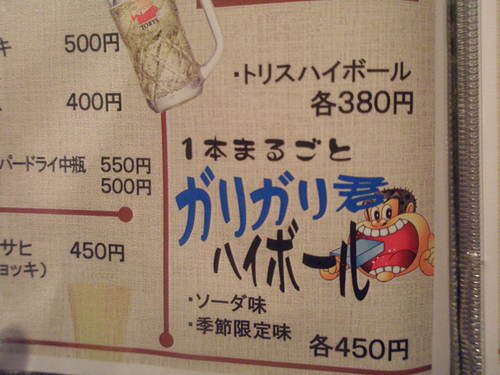 キ 500円
400円
パードライ中瓶 550円
500円
サヒ 450円
ョッキ）
TORYS
・トリスハイボール
各380円
1本まるごと
ガリガリ君
ハイボール
・ソーダ味
・季節限定味
各450円